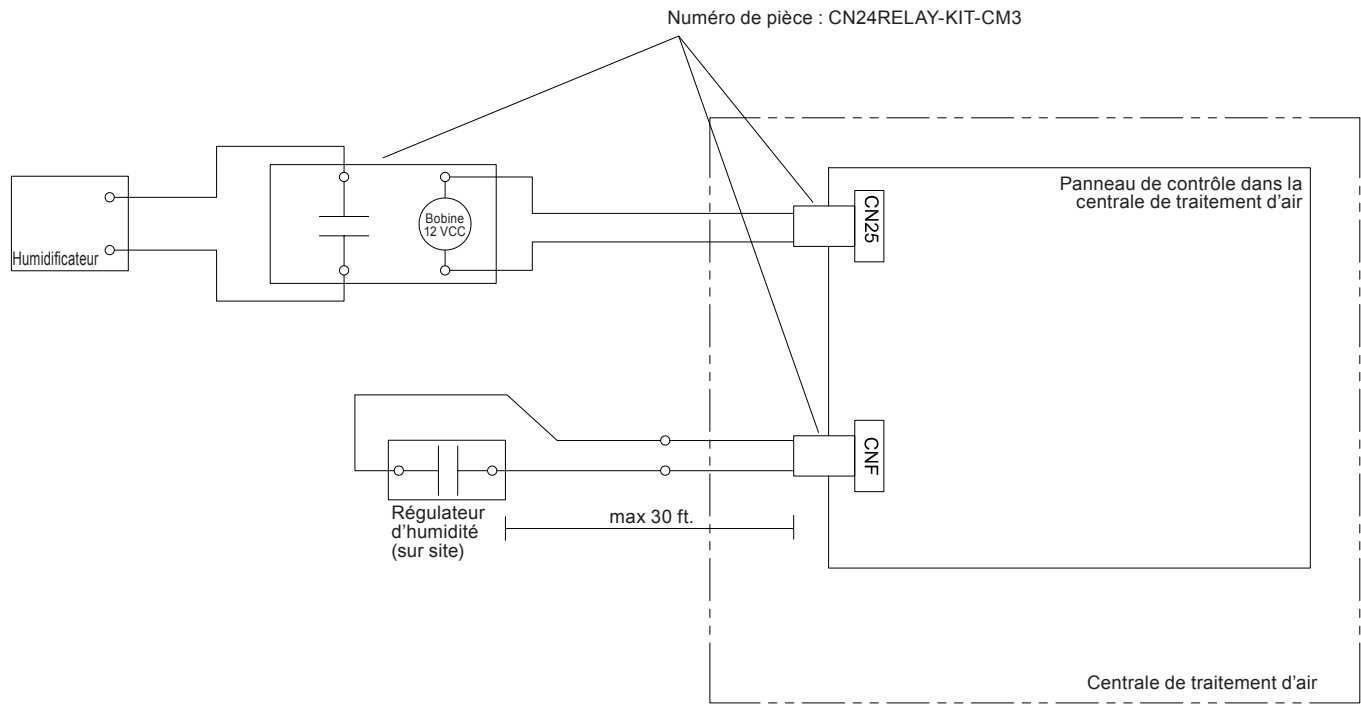 Numéro de pièce : CN24RELAY-KIT-CM3
Panneau de contrôle dans la
centrale de traitement d'air
CN25
Bobine
12 VCC
Humidificateur
CNF
Régulateur
d'humidité
(sur site)
max 30 ft.
Centrale de traitement d'air